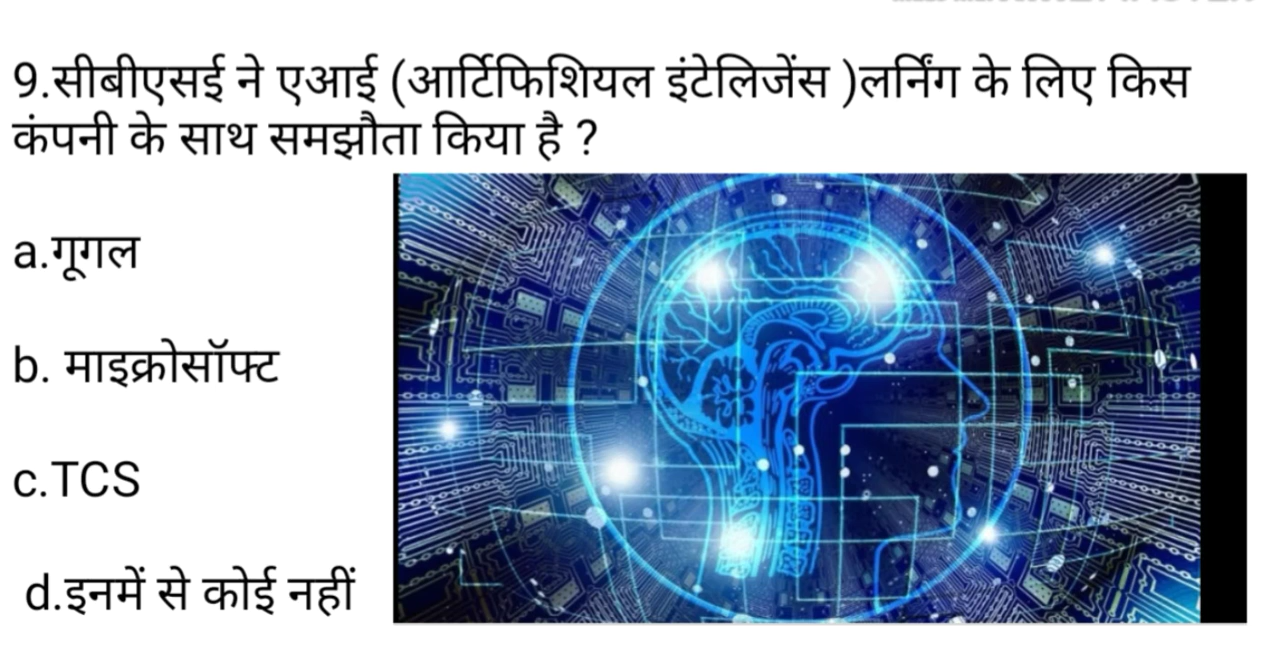 9.सीबीएसई ने एआई (आर्टिफिशियल इंटेलिजेंस )लर्निंग के लिए किस
कंपनी के साथ समझौता किया है ?
a.गूगल
b. माइक्रोसॉफ्ट
c.TCS
d.इनमें से कोई नहीं